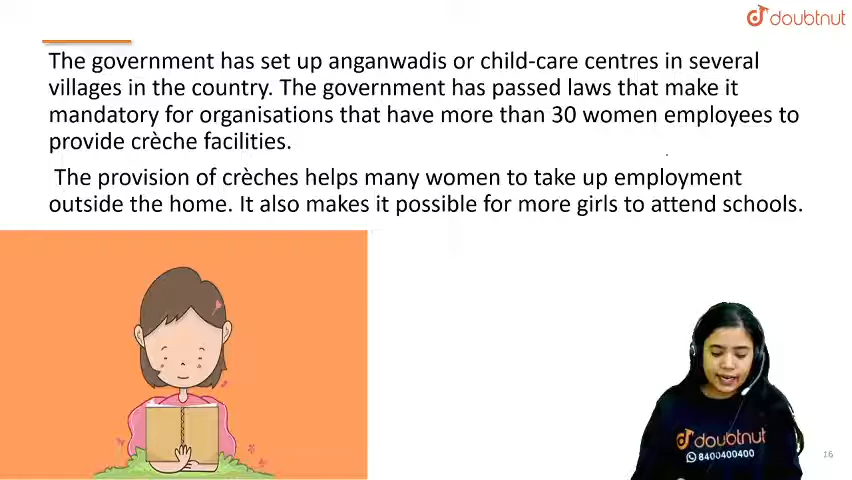 doubtnut
The government has set up anganwadis or child-care centres in several
villages in the country. The government has passed laws that make it
mandatory for organisations that have more than 30 women employees to
provide crèche facilities.
The provision of crèches helps many women to take up employment
outside the home. It also makes it possible for more girls to attend schools.
doubtnut
8400400400
16